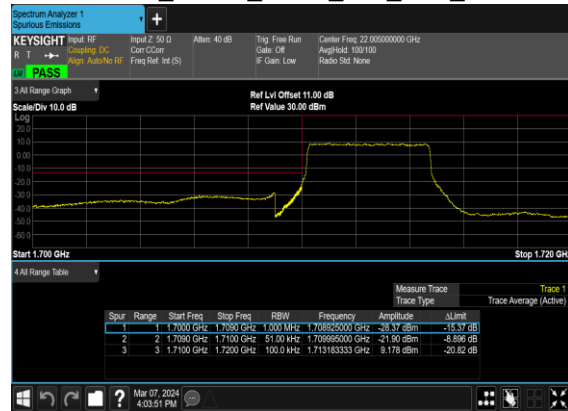 Spectrum Analyzer 1
Spurious Emissions
+
KEYSIGHT Input: RF Input Z: 50 Ω Atten: 40 dB Trig: Free Run Center Freq: 22.005000000 GHz
R T Coupling: DC Corr CCorr Gate: Off Avg|Hold: 100/100
Align: Auto/No RF Freq Ref: Int (S) IF Gain: Low Radio Std: None
PASS
3 All Range Graph
Ref Lvl Offset 11.00 dB
Scale/Div 10.0 dB Ref Value 30.00 dBm
Log
20.0
10.0
0.00
-10.0
-20.0
-30.0
-40.0
-50.0
-60.0
Start 1.700 GHz Stop 1.720 GH
4 All Range Table
Measure Trace Trace 1
Trace Type Trace Average (Active)
Spur Range Start Freq Stop Freq RBW Frequency Amplitude ΔLimit
1 1 1.7000 GHz 1.7090 GHz 1.000 MHz 1.708925000 GHz -28.37 dBm -15.37 dB
2 2 1.7090 GHz 1.7100 GHz 51.00 kHz 1.709995000 GHz -21.90 dBm -8.896 dB
3 3 1.7100 GHz 1.7200 GHz 100.0 kHz 1.713183333 GHz 9.178 dBm -20.82 dB
? Mar 07, 2024
4:03:51 PM